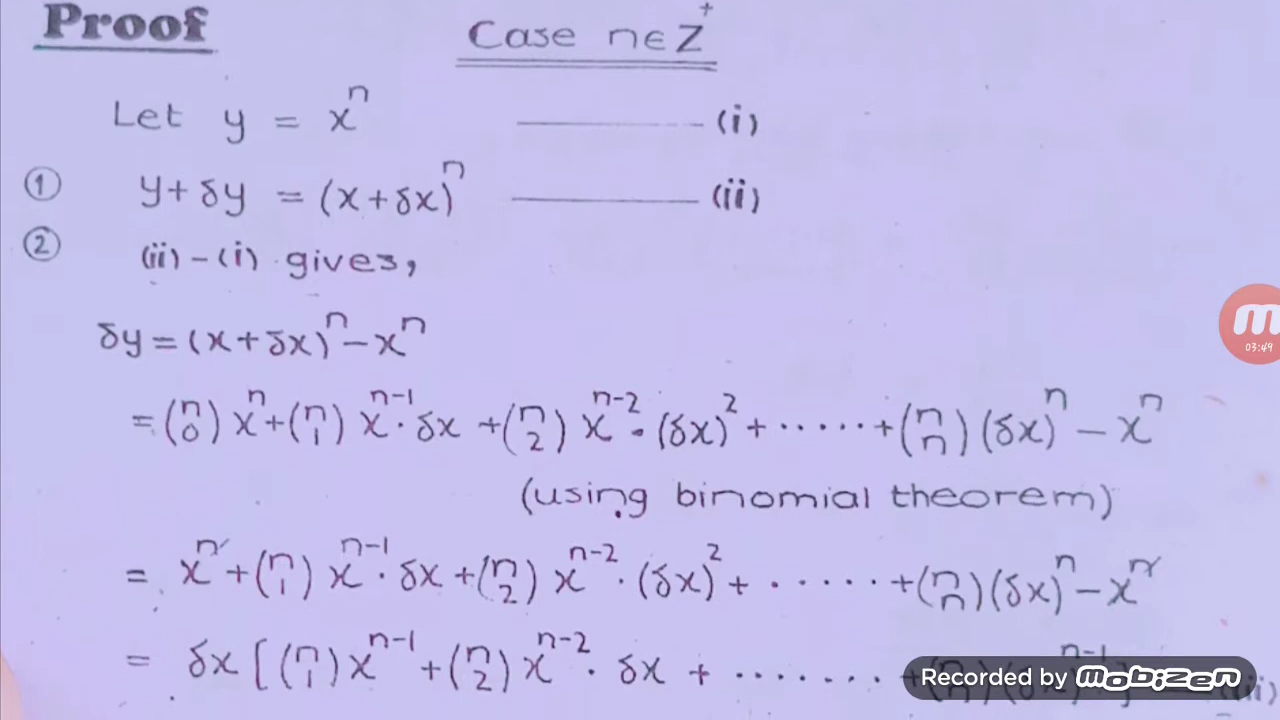 Proof
Case n∈Z⁺
Let y = xⁿ ——— (i)
① y+δy = (x+δx)ⁿ ——— (ii)
② (ii)-(i) gives,
δy = (x+δx)ⁿ - xⁿ
= (n 0) xⁿ + (n 1) xⁿ⁻¹. δx + (n 2) xⁿ⁻². (δx)² + ...... + (n n) (δx)ⁿ - xⁿ
(using binomial theorem)
= xⁿ + (n 1) xⁿ⁻¹. δx + (n 2) xⁿ⁻². (δx)² + ...... + (n n)(δx)ⁿ - xⁿ
= δx [(n 1) xⁿ⁻¹ + (n 2) xⁿ⁻². δx + ........
03:49
Recorded by mobizen